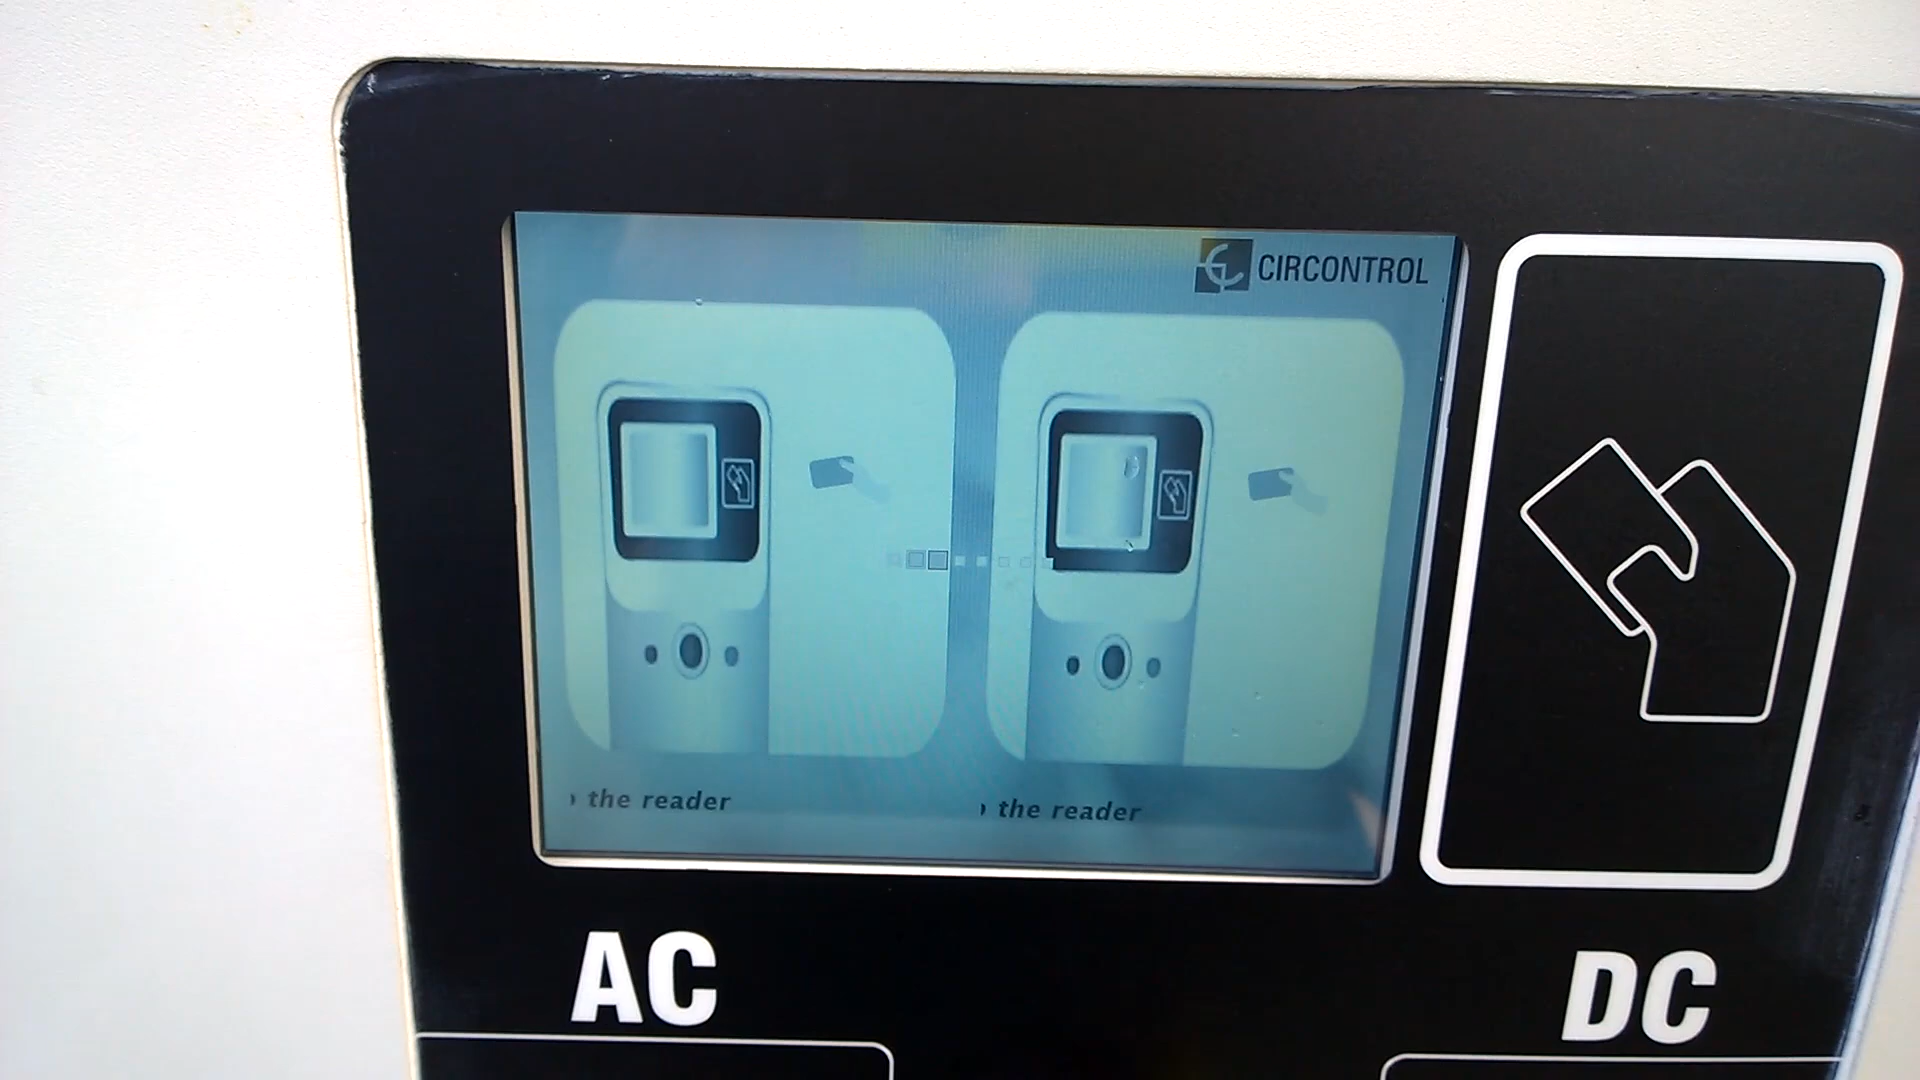 CIRCONTROL
the reader
the reader
AC
DC